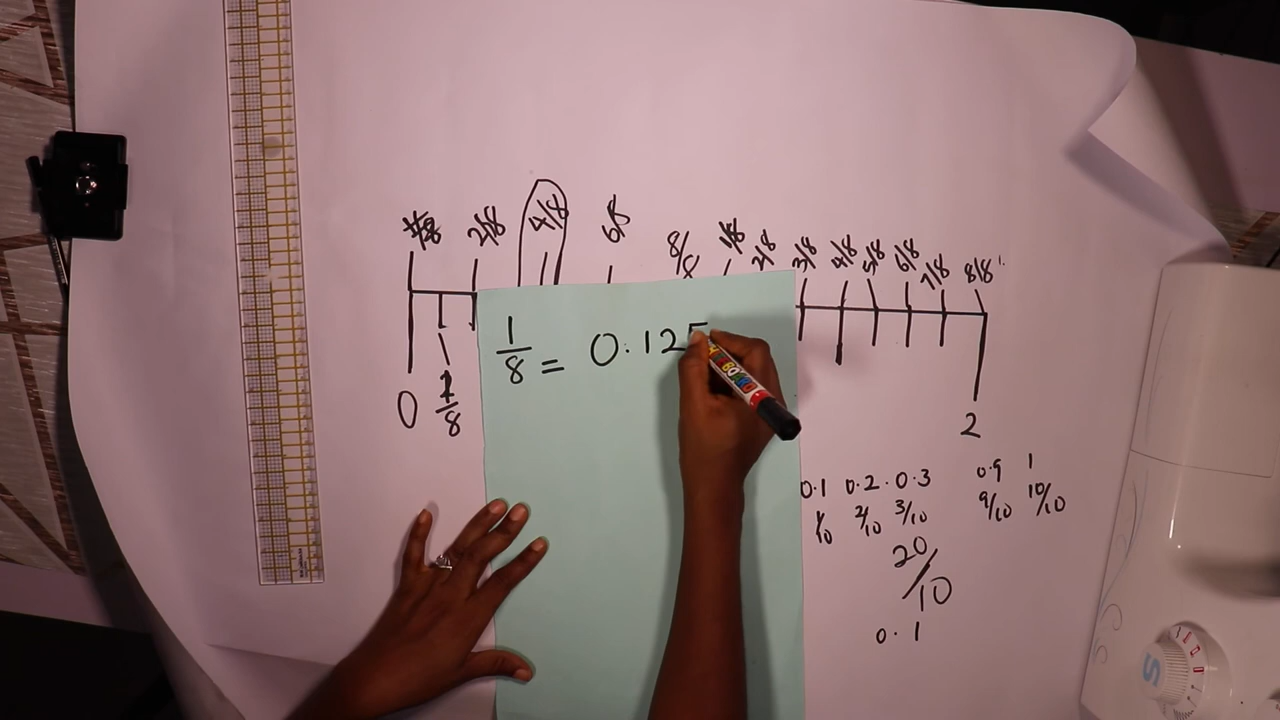 2/8 4/8 6/8 8/8 1/8 2/8 3/8 4/8 5/8 6/8 7/8 8/8
1/8 = 0.125
0 1/8 2
0.1 0.2 0.3 0.9 1
1/10 2/10 3/10 9/10 10/10
20/10
0.1